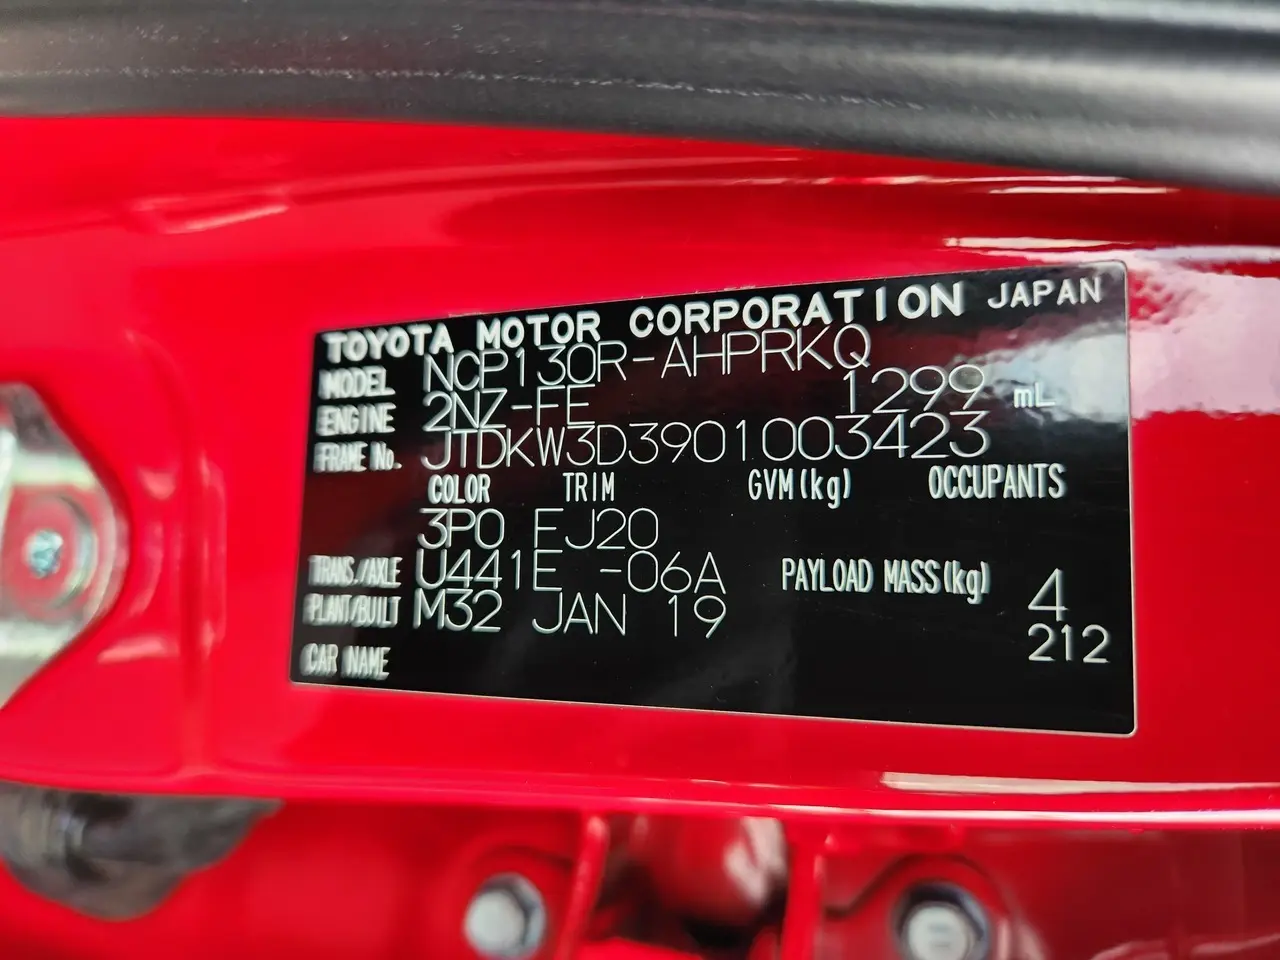 TOYOTA MOTOR CORPORATION JAPAN
MODEL NCP130R-AHPRKQ
ENGINE 2NZ-FE 1299 mL
FRAME No. JTDKW3D3901003423
COLOR TRIM GVM(kg) OCCUPANTS
3P0 EJ20
TRANS./AXLE U441E -06A PAYLOAD MASS(kg) 4
PLANT/BUILT M32 JAN 19 212
CAR NAME